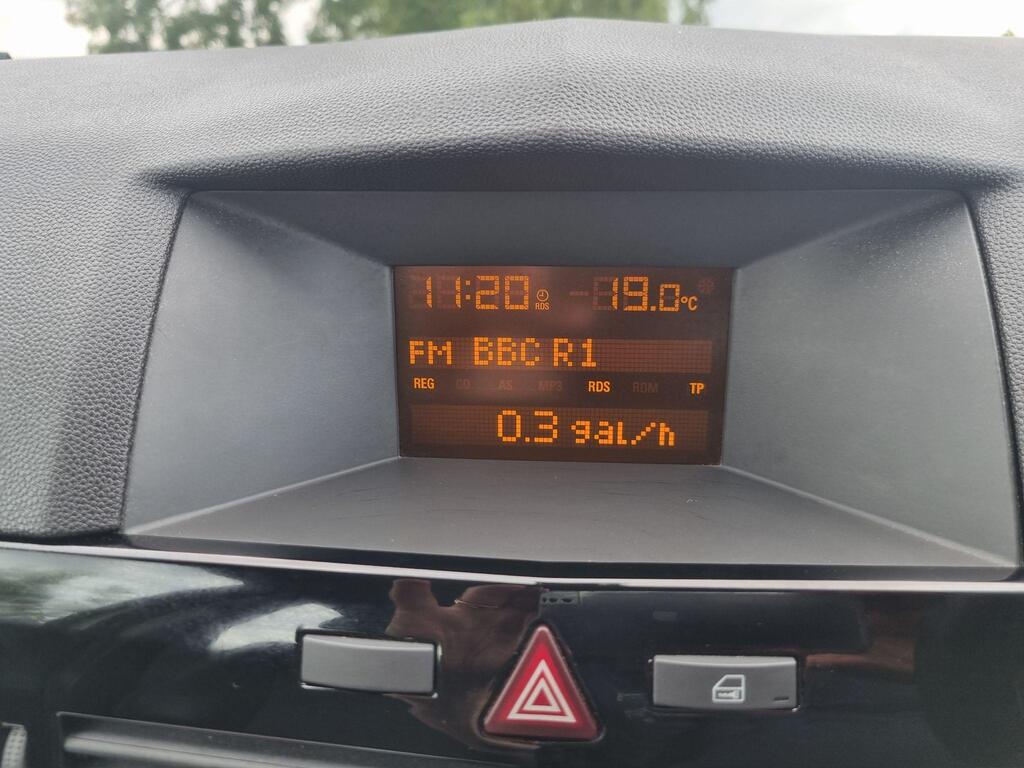 11:20 RDS 19.0°C
FM BBC R1
REG CD AS MP3 RDS RDM TP
0.3 gal/h